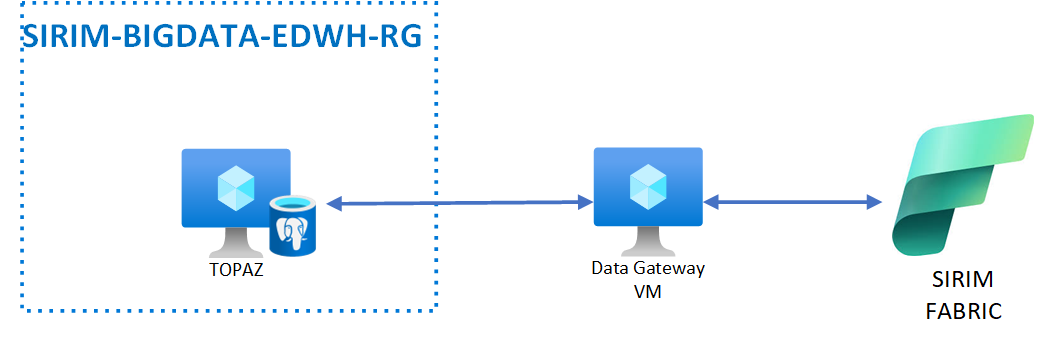 SIRIM-BIGDATA-EDWH-RG
TOPAZ
Data Gateway
VM
SIRIM
FABRIC